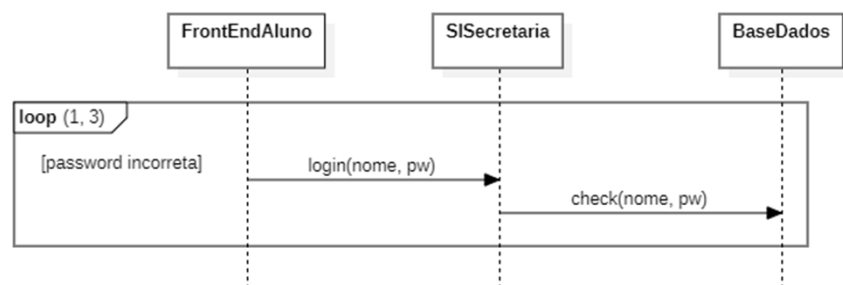 FrontEndAluno
SISecretaria
BaseDados
loop (1, 3)
[password incorreta]
login(nome, pw)
check(nome, pw)